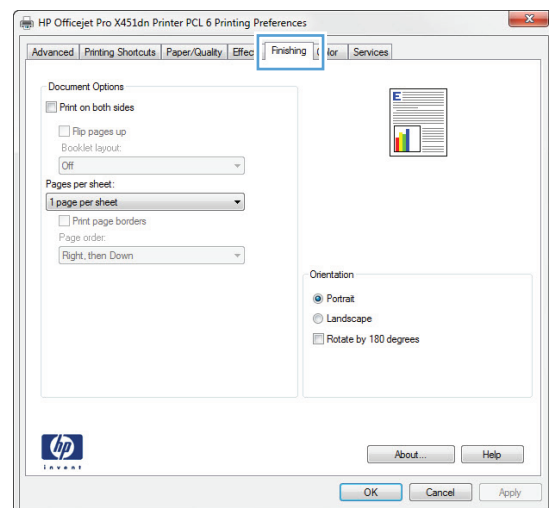 HP Officejet Pro X451dn Printer PCL 6 Printing Preferences
Advanced Printing Shortcuts Paper/Quality Effec Finishing Services
Document Options
Print on both sides
Flip pages up
Booklet layout:
Off
Pages per sheet:
1 page per sheet
Print page borders
Page order:
Right, then Down
E
Orientation
Portrait
Landscape
Rotate by 180 degrees
hp
invent
About... Help
OK Cancel Apply